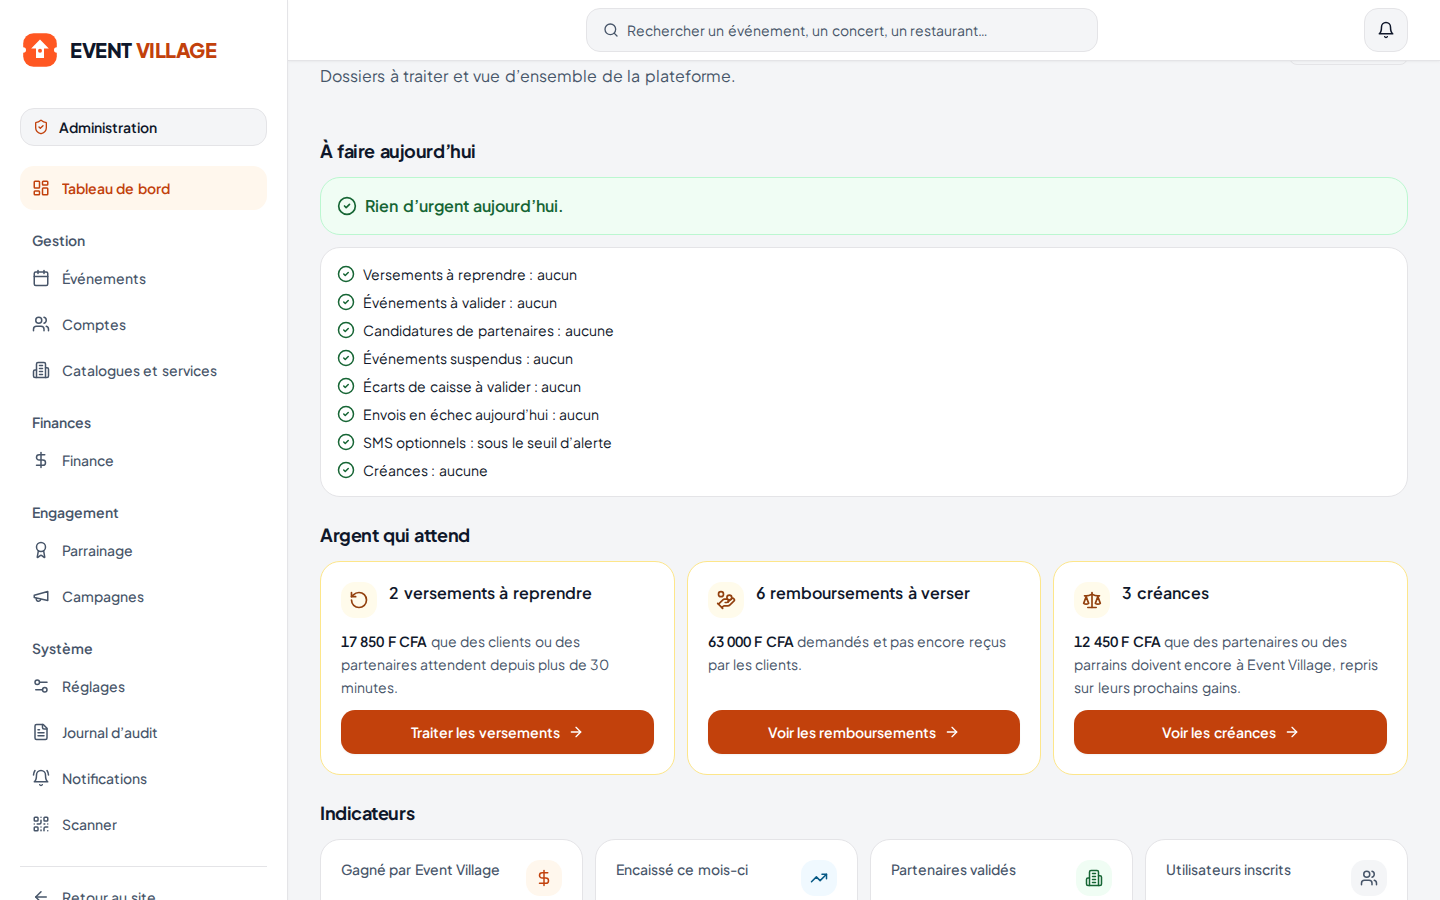 EVENT VILLAGE
Rechercher un événement, un concert, un restaurant…
Administration
Tableau de bord
Gestion
Événements
Comptes
Catalogues et services
Finances
Finance
Engagement
Parrainage
Campagnes
Système
Réglages
Journal d’audit
Notifications
Scanner
Retour au site
Dossiers à traiter et vue d’ensemble de la plateforme.
À faire aujourd’hui
Rien d’urgent aujourd’hui.
Versements à reprendre : aucun
Événements à valider : aucun
Candidatures de partenaires : aucune
Événements suspendus : aucun
Écarts de caisse à valider : aucun
Envois en échec aujourd’hui : aucun
SMS optionnels : sous le seuil d’alerte
Créances : aucune
Argent qui attend
2 versements à reprendre
17 850 F CFA que des clients ou des
partenaires attendent depuis plus de 30
minutes.
Traiter les versements
6 remboursements à verser
63 000 F CFA demandés et pas encore reçus
par les clients.
Voir les remboursements
3 créances
12 450 F CFA que des partenaires ou des
parrains doivent encore à Event Village, repris
sur leurs prochains gains.
Voir les créances
Indicateurs
Gagné par Event Village
Encaissé ce mois-ci
Partenaires validés
Utilisateurs inscrits